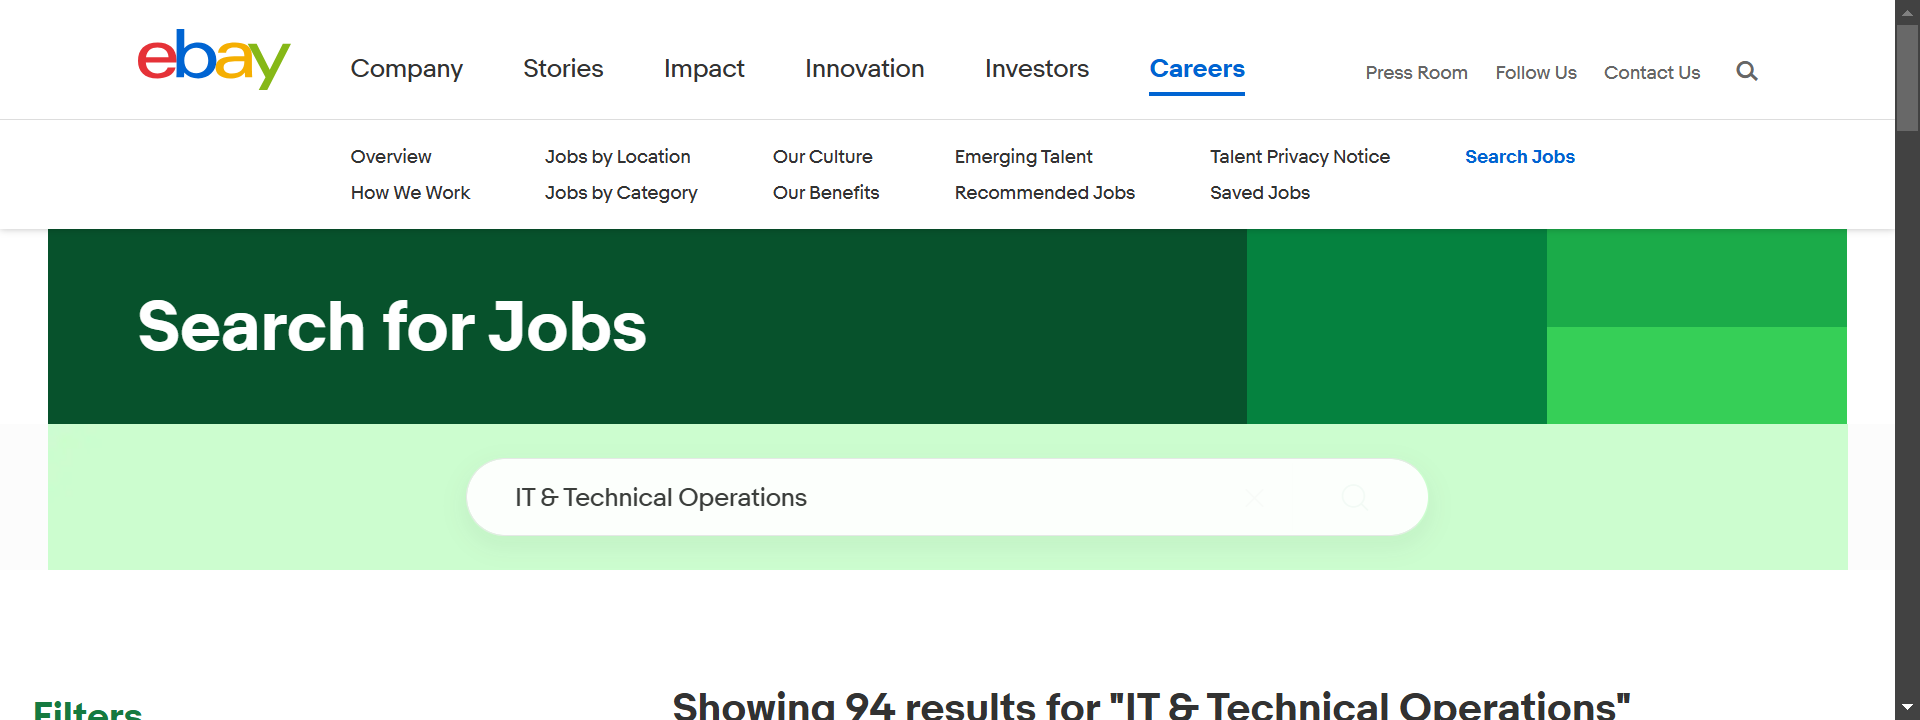 ebay
Company Stories Impact Innovation Investors Careers
Press Room Follow Us Contact Us
Overview Jobs by Location Our Culture Emerging Talent Talent Privacy Notice Search Jobs
How We Work Jobs by Category Our Benefits Recommended Jobs Saved Jobs
Search for Jobs
IT & Technical Operations
Filters
Showing 94 results for "IT & Technical Operations"